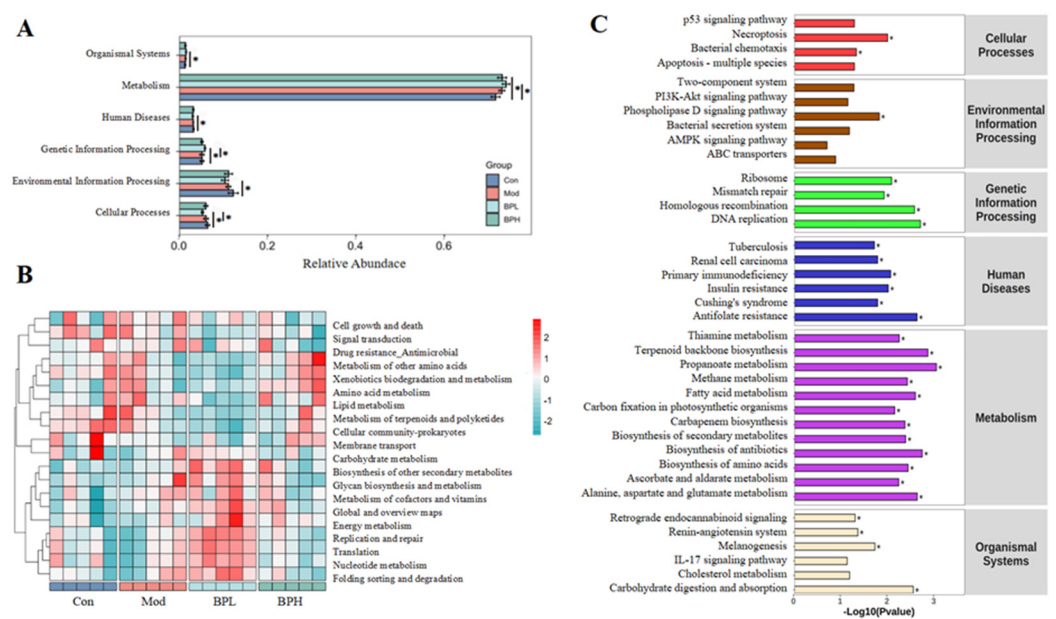 A
Organismal Systems
Metabolism
Human Diseases
Genetic Information Processing
Environmental Information Processing
Cellular Processes
* * * * * * * * *
Group
Con
Mod
BPL
BPH
0.0 0.2 0.4 0.6
Relative Abundace
B
Cell growth and death
Signal transduction
Drug resistance_Antimicrobial
Metabolism of other amino acids
Xenobiotics biodegradation and metabolism
Amino acid metabolism
Lipid metabolism
Metabolism of terpenoids and polyketides
Cellular community-prokaryotes
Membrane transport
Carbohydrate metabolism
Biosynthesis of other secondary metabolites
Glycan biosynthesis and metabolism
Metabolism of cofactors and vitamins
Global and overview maps
Energy metabolism
Replication and repair
Translation
Nucleotide metabolism
Folding sorting and degradation
2
1
0
-1
-2
Con Mod BPL BPH
C
p53 signaling pathway
Necroptosis *
Bacterial chemotaxis *
Apoptosis - multiple species
Cellular
Processes
Two-component system
PI3K-Akt signaling pathway
Phospholipase D signaling pathway *
Bacterial secretion system
AMPK signaling pathway
ABC transporters
Environmental
Information
Processing
Ribosome *
Mismatch repair *
Homologous recombination *
DNA replication *
Genetic
Information
Processing
Tuberculosis *
Renal cell carcinoma *
Primary immunodeficiency *
Insulin resistance *
Cushing's syndrome *
Antifolate resistance *
Human
Diseases
Thiamine metabolism *
Terpenoid backbone biosynthesis *
Propanoate metabolism *
Methane metabolism *
Fatty acid metabolism *
Carbon fixation in photosynthetic organisms *
Carbapenem biosynthesis *
Biosynthesis of secondary metabolites *
Biosynthesis of antibiotics *
Biosynthesis of amino acids *
Ascorbate and aldarate metabolism *
Alanine, aspartate and glutamate metabolism *
Metabolism
Retrograde endocannabinoid signaling *
Renin-angiotensin system *
Melanogenesis *
IL-17 signaling pathway
Cholesterol metabolism
Carbohydrate digestion and absorption *
Organismal
Systems
0 1 2 3
-Log10(Pvalue)